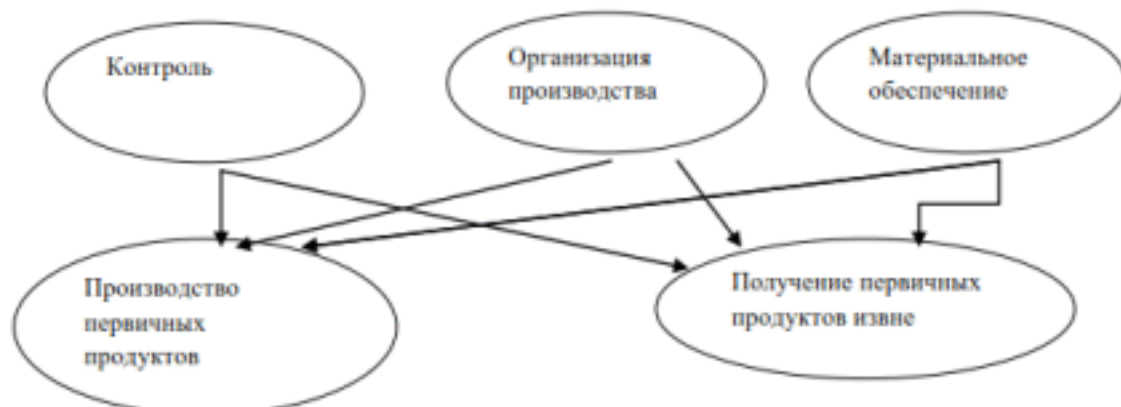 Контроль
Организация
производства
Материальное
обеспечение
Производство
первичных
продуктов
Получение первичных
продуктов извне